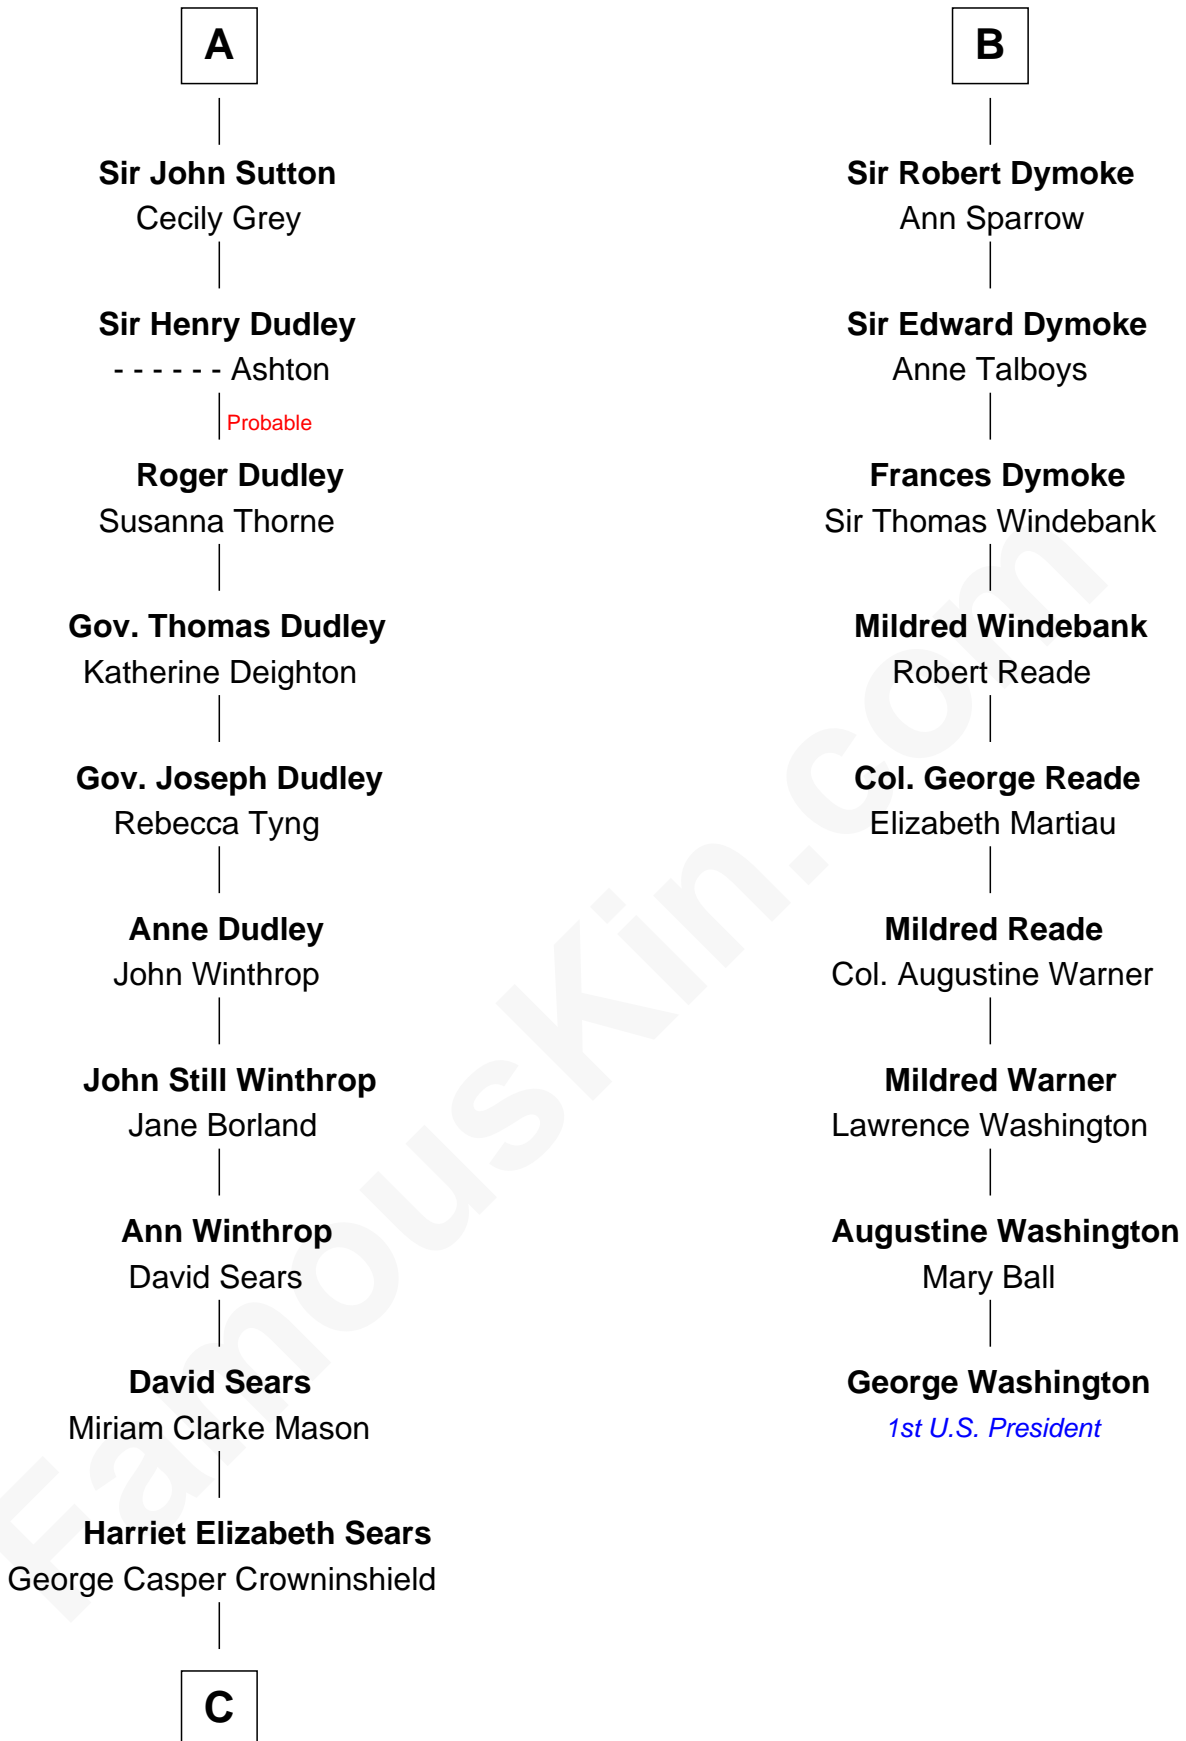 A
Sir John Sutton
Cecily Grey
Sir Henry Dudley
- - - - - - Ashton
Probable
Roger Dudley
Susanna Thorne
Gov. Thomas Dudley
Katherine Deighton
Gov. Joseph Dudley
Rebecca Tyng
Anne Dudley
John Winthrop
John Still Winthrop
Jane Borland
Ann Winthrop
David Sears
David Sears
Miriam Clarke Mason
Harriet Elizabeth Sears
George Casper Crowninshield
C
B
Sir Robert Dymoke
Ann Sparrow
Sir Edward Dymoke
Anne Talboys
Frances Dymoke
Sir Thomas Windebank
Mildred Windebank
Robert Reade
Col. George Reade
Elizabeth Martiau
Mildred Reade
Col. Augustine Warner
Mildred Warner
Lawrence Washington
Augustine Washington
Mary Ball
George Washington
1st U.S. President
FamousKin.com